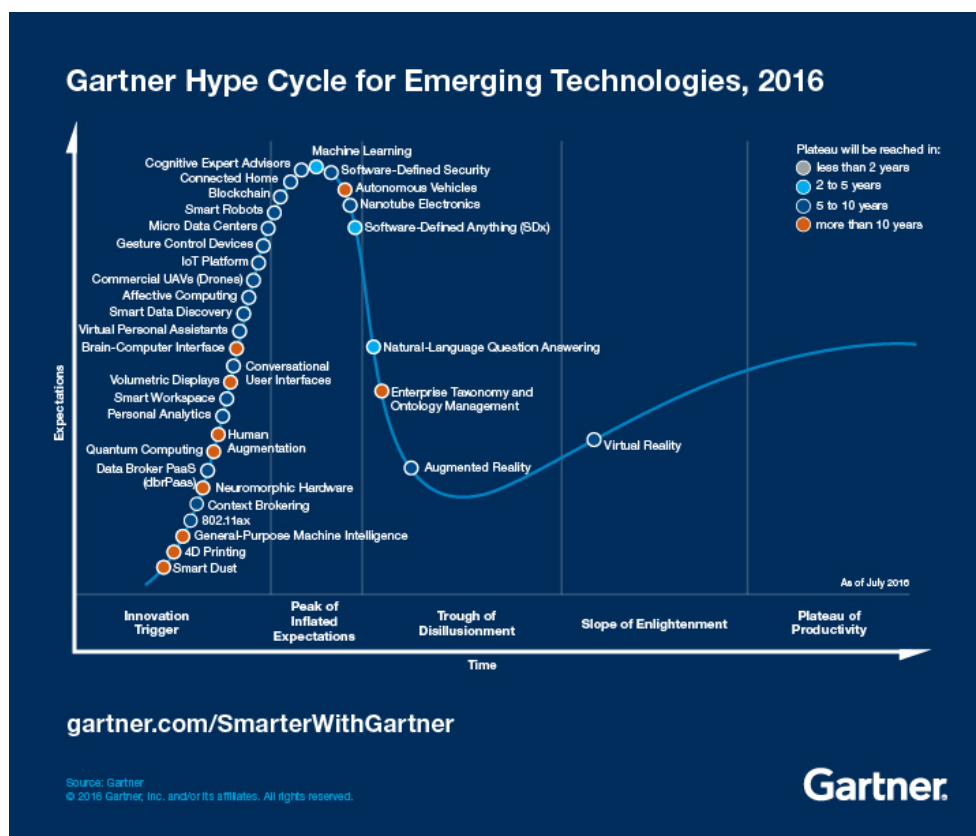 Gartner Hype Cycle for Emerging Technologies, 2016
Plateau will be reached in:
less than 2 years
2 to 5 years
5 to 10 years
more than 10 years
Expectations
Machine Learning
Cognitive Expert Advisors
Software-Defined Security
Connected Home
Autonomous Vehicles
Blockchain
Nanotube Electronics
Smart Robots
Micro Data Centers
Software-Defined Anything (SDx)
Gesture Control Devices
IoT Platform
Commercial UAVs (Drones)
Affective Computing
Smart Data Discovery
Virtual Personal Assistants
Brain-Computer Interface
Natural-Language Question Answering
Conversational
User Interfaces
Volumetric Displays
Smart Workspace
Enterprise Taxonomy and
Ontology Management
Personal Analytics
Human
Augmentation
Quantum Computing
Data Broker PaaS
(dbrPaas)
Augmented Reality
Virtual Reality
Neuromorphic Hardware
Context Brokering
802.11ax
General-Purpose Machine Intelligence
4D Printing
Smart Dust
As of July 2016
Innovation
Trigger
Peak of
Inflated
Expectations
Trough of
Disillusionment
Slope of Enlightenment
Plateau of
Productivity
Time
gartner.com/SmarterWithGartner
Source: Gartner
© 2016 Gartner, Inc. and/or its affiliates. All rights reserved.
Gartner.